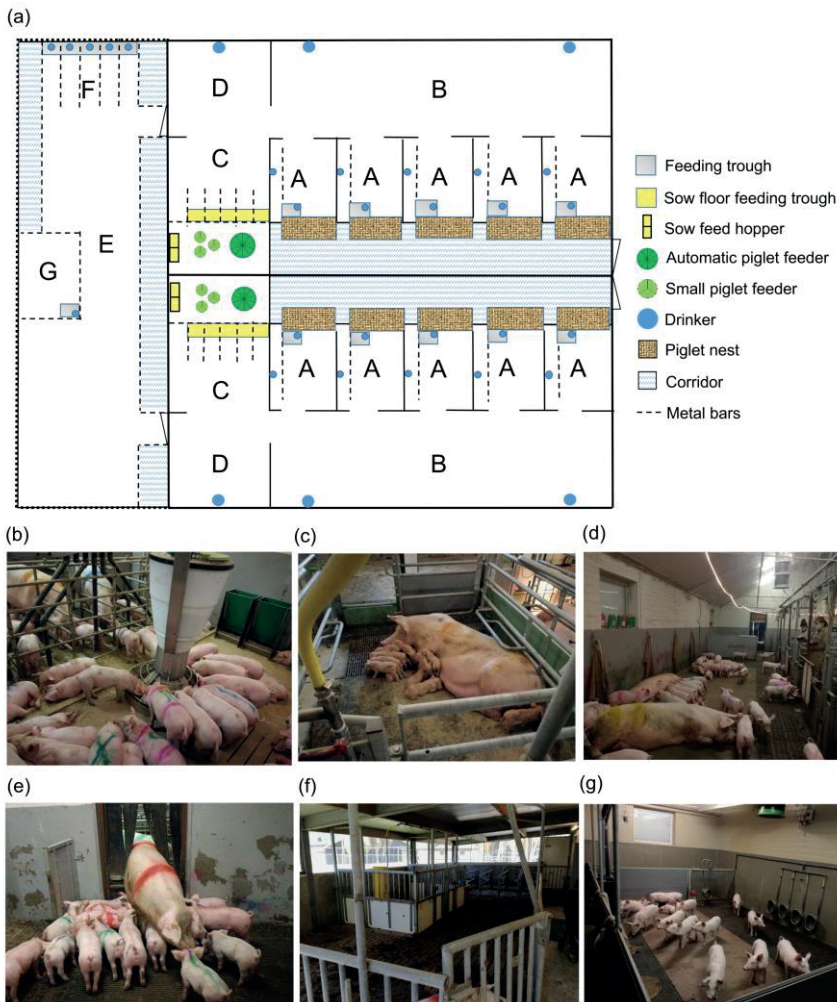 (a)
F
D
B
C
A
A
A
A
A
E
G
A
A
A
A
A
C
D
B
Feeding trough
Sow floor feeding trough
Sow feed hopper
Automatic piglet feeder
Small piglet feeder
Drinker
Piglet nest
Corridor
Metal bars
(b)
(c)
(d)
(e)
(f)
(g)